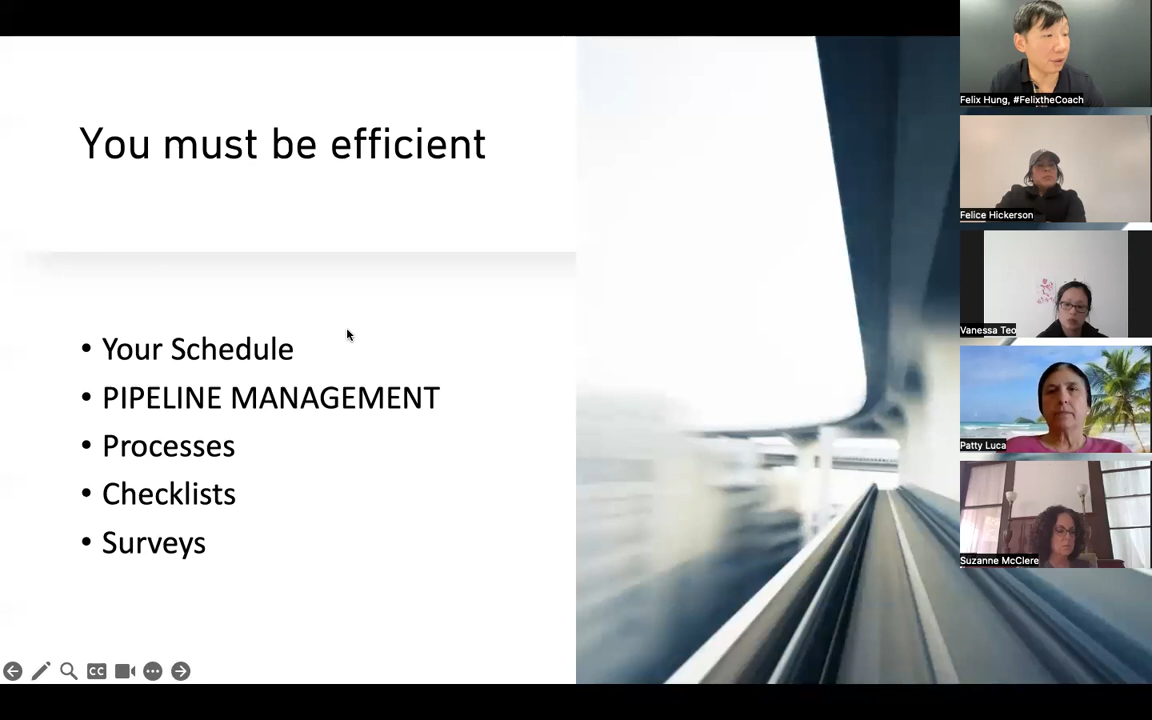 You must be efficient
• Your Schedule
• PIPELINE MANAGEMENT
• Processes
• Checklists
• Surveys
CC
Felix Hung, #FelixtheCoach
Felice Hickerson
Vanessa Teo
Patty Luca
Suzanne McClere